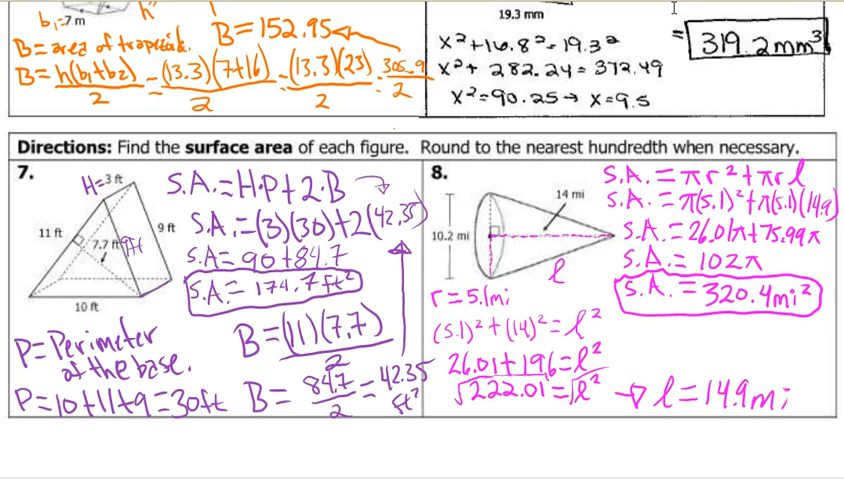 b₁=7 m
h
B=152.95
B=area of trapezoid.
B=h(b₁+b₂)/2 =(13.3)(7+16)/2 =(13.3)(23)/2 =305.9/2
19.3 mm
x²+16.8²=19.3²
x²+282.24=372.49
x²=90.25→x=9.5
=319.2mm³
Directions: Find the surface area of each figure. Round to the nearest hundredth when necessary.
7.
H=3 ft
11 ft
7.7 ft
9ft
9 ft
10 ft
S.A.=H·P+2·B
S.A.=(3)(30)+2(42.35)
S.A=90+84.7
S.A.=174.7ft²
P=Perimeter
of the base.
P=10+11+9=30ft
B=(11)(7.7)/2
B=84.7/2=42.35 ft²
8.
14 mi
10.2 mi
l
r=5.1mi
(5.1)²+(14)²=l²
26.01+196=l²
√222.01=√l²
→l=14.9mi
S.A.=πr²+πrl
S.A.=π(5.1)²+π(5.1)(14.9)
S.A.=26.01π+75.99π
S.A.=102π
S.A.=320.4mi²